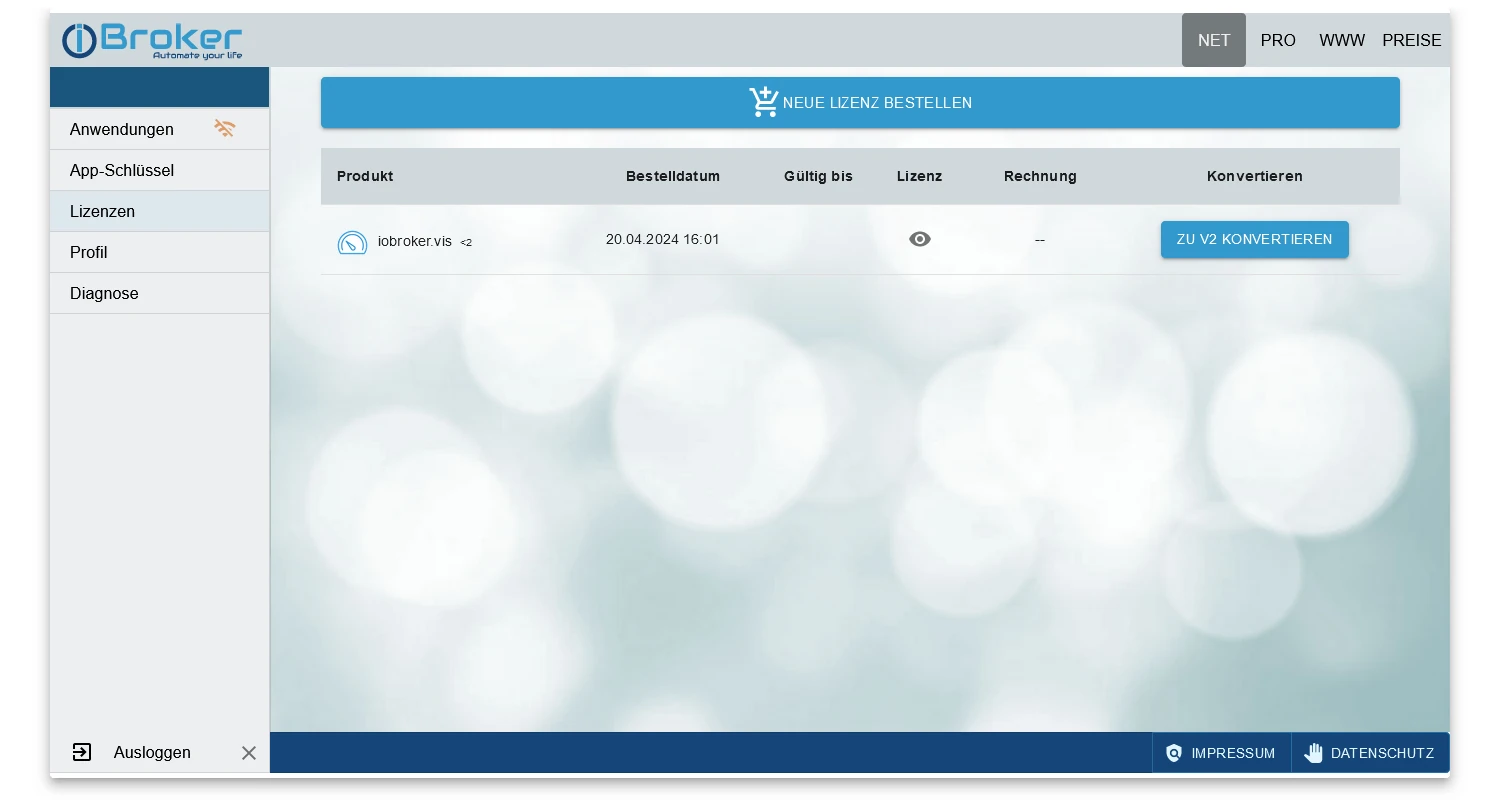 ioBroker
Automate your life
NET PRO WWW PREISE
Anwendungen
App-Schlüssel
Lizenzen
Profil
Diagnose
Ausloggen
NEUE LIZENZ BESTELLEN
Produkt Bestelldatum Gültig bis Lizenz Rechnung Konvertieren
iobroker.vis <2 20.04.2024 16:01 -- ZU V2 KONVERTIEREN
IMPRESSUM DATENSCHUTZ